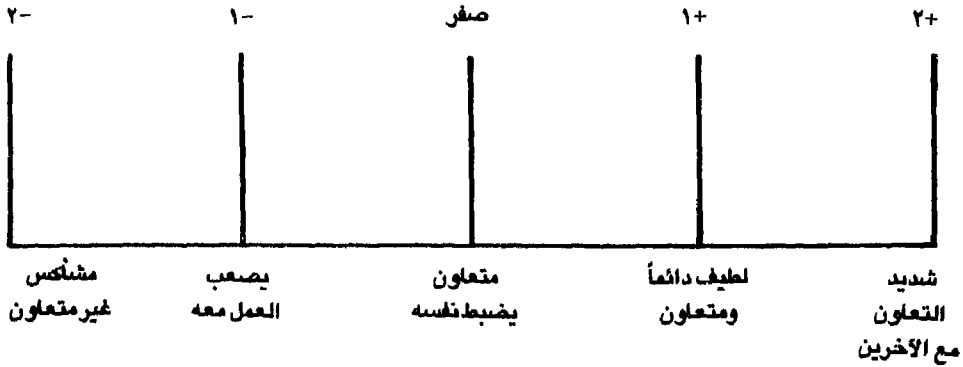 +٢ +١ صفر -١ -٢
شديد لطيف دائماً متعاون يصعب مشاكس
التعاون ومتعاون يضبط نفسه العمل معه غير متعاون
مع الآخرين